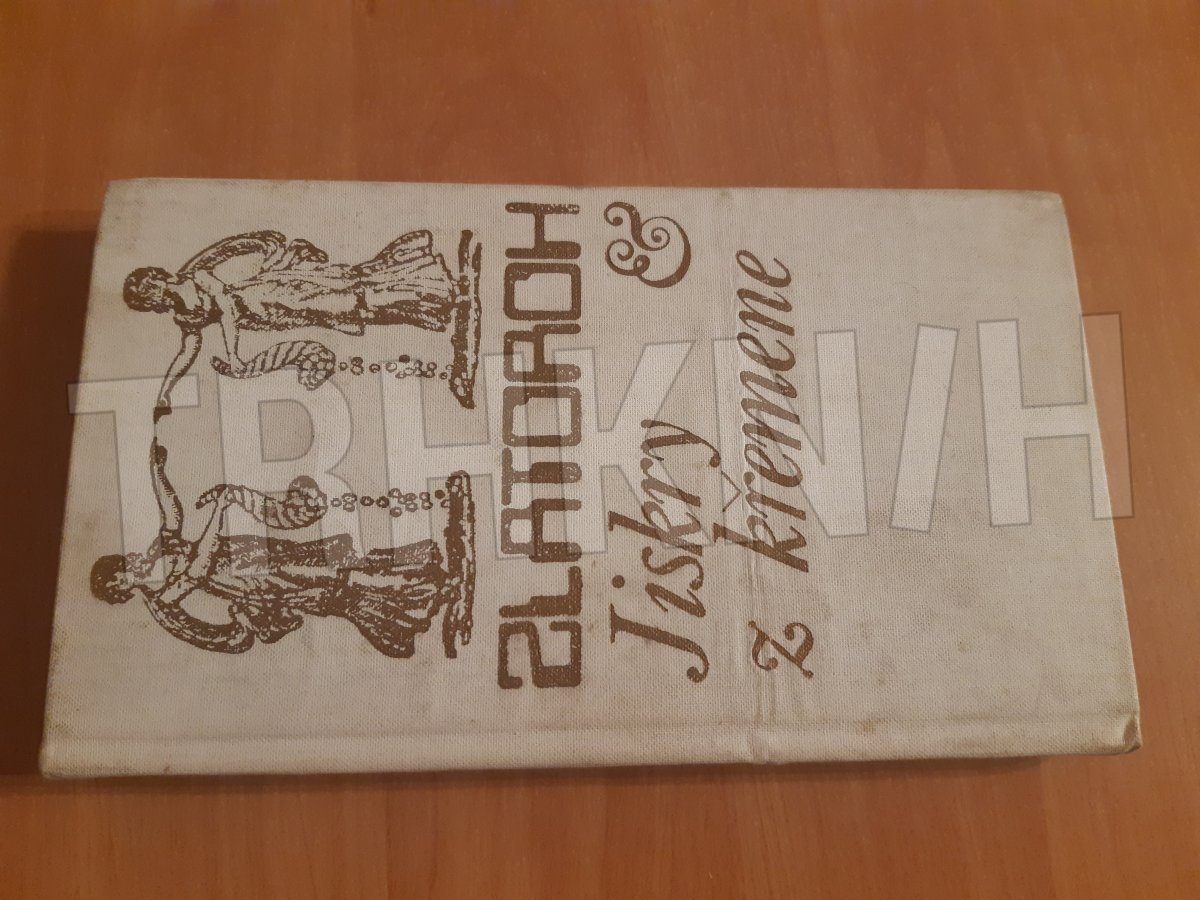 ZLATOROH
&
Jiskry
z křemene
TRHKNIH